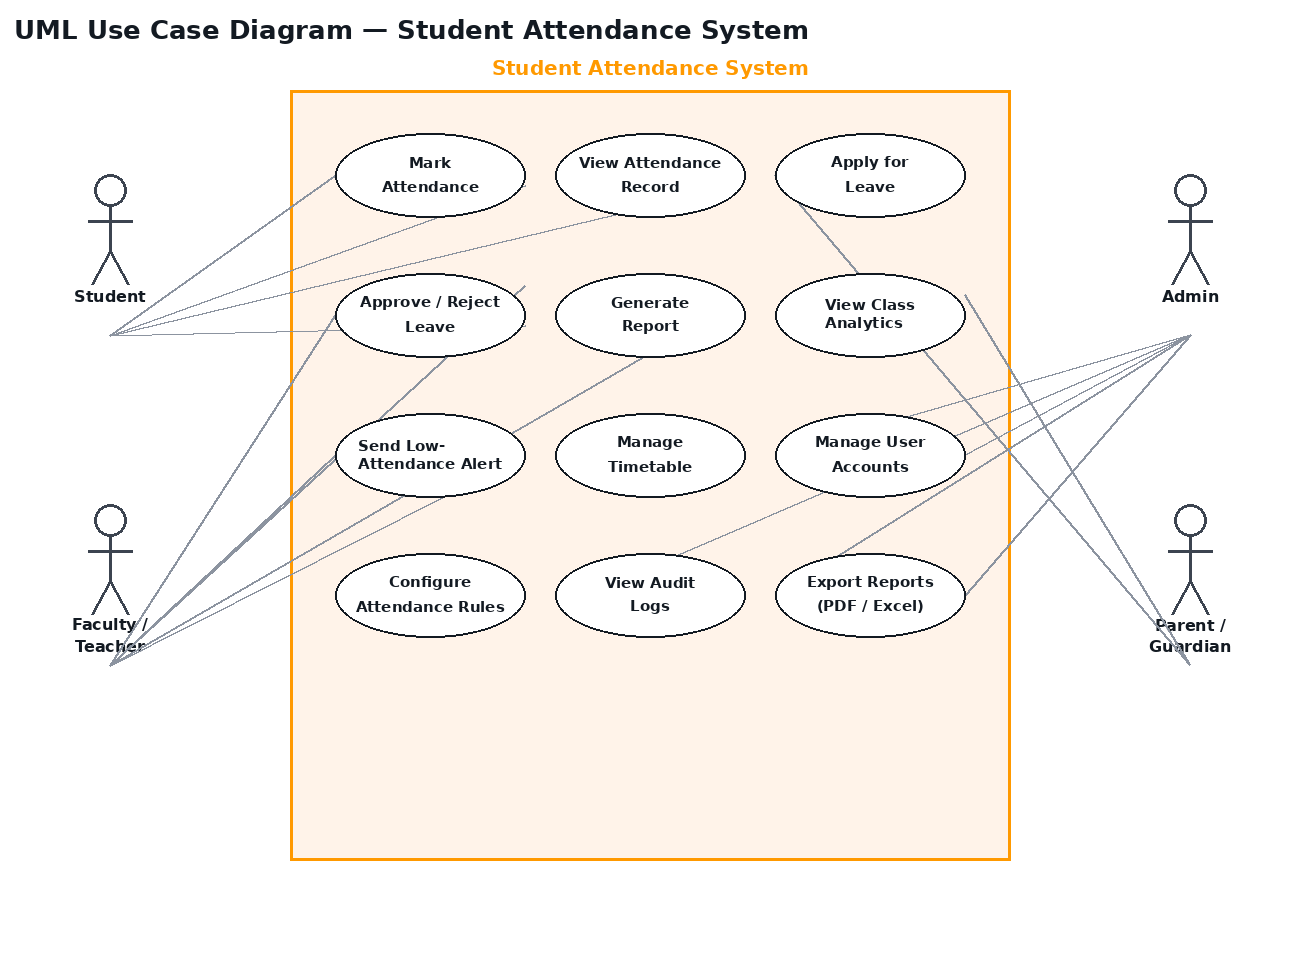 UML Use Case Diagram — Student Attendance System
Student Attendance System
Mark
Attendance
View Attendance
Record
Apply for
Leave
Student
Admin
Approve / Reject
Leave
Generate
Report
View Class
Analytics
Send Low-
Attendance Alert
Manage
Timetable
Manage User
Accounts
Configure
Attendance Rules
View Audit
Logs
Export Reports
(PDF / Excel)
Faculty /
Teacher
Parent /
Guardian